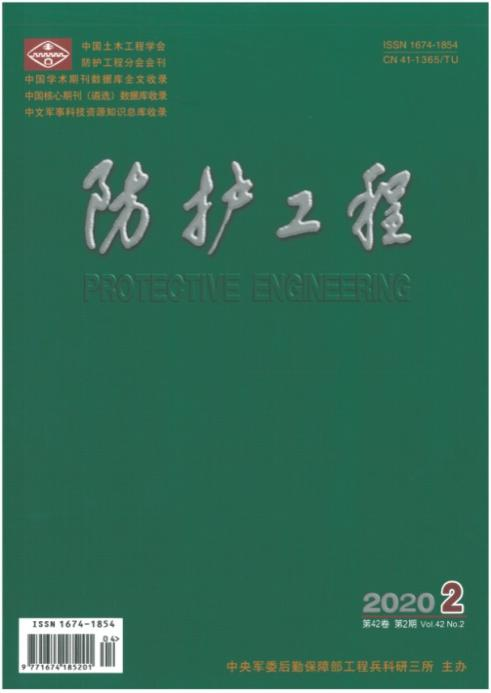 中国土木工程学会
防护工程分会会刊
中国学术期刊数据库全文收录
中国核心期刊（遴选）数据库收录
中文军事科技资源知识总库收录
ISSN 1674-1854
CN 41-1365/TU
防护工程
PROTECTIVE ENGINEERING
2020 2
第42卷 第2期 Vol.42 No.2
ISSN 1674-1854
04>
9 771674 185201
中央军委后勤保障部工程兵科研三所 主办